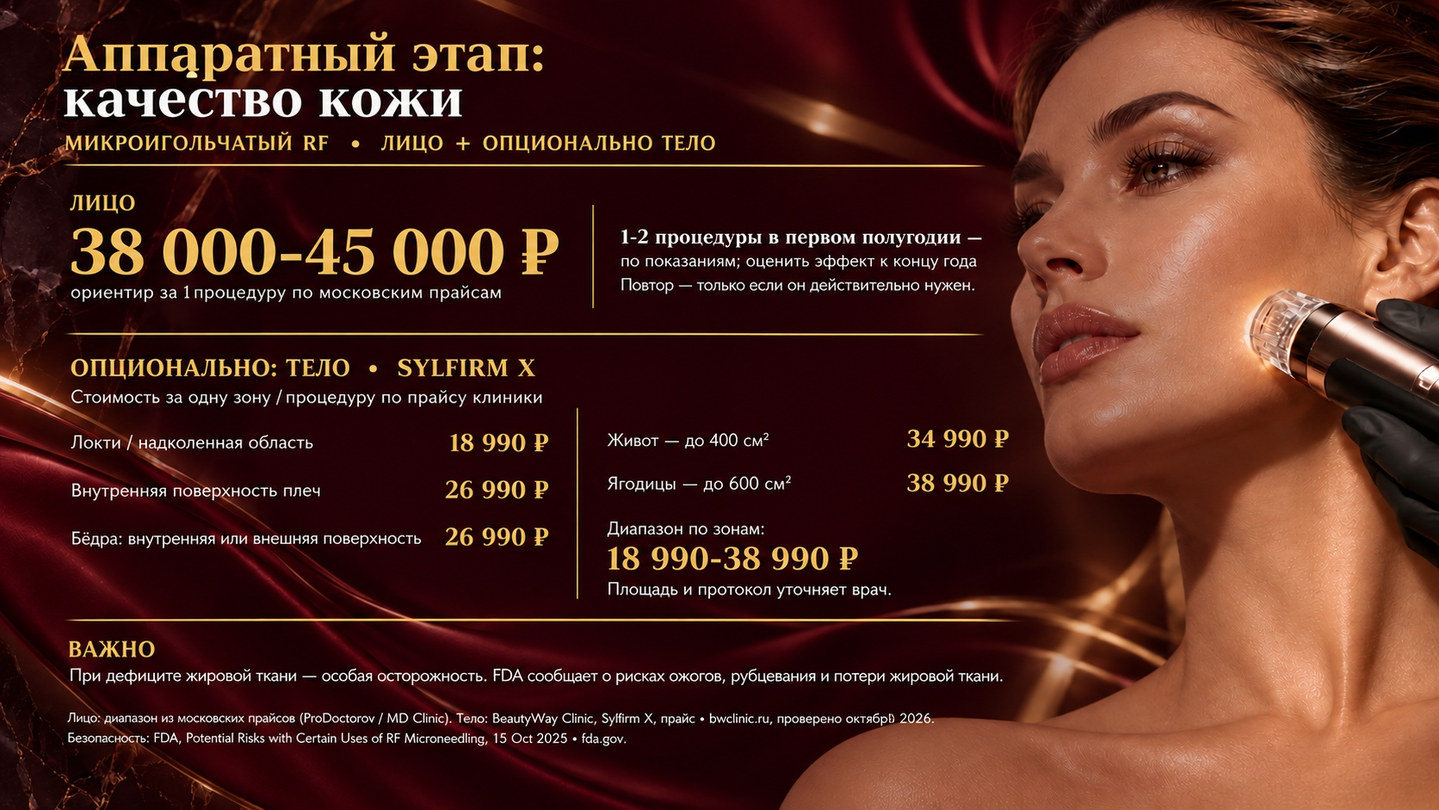 Аппаратный этап:
качество кожи
МИКРОИГОЛЬЧАТЫЙ RF • ЛИЦО + ОПЦИОНАЛЬНО ТЕЛО
ЛИЦО
38 000–45 000 ₽
ориентир за 1 процедуру по московским прайсам
1–2 процедуры в первом полугодии —
по показаниям; оценить эффект к концу года
Повтор — только если он действительно нужен.
ОПЦИОНАЛЬНО: ТЕЛО • SYLFIRM X
Стоимость за одну зону / процедуру по прайсу клиники
Локти / надколенная область 18 990 ₽
Внутренняя поверхность плеч 26 990 ₽
Бёдра: внутренняя или внешняя поверхность 26 990 ₽
Живот — до 400 см² 34 990 ₽
Ягодицы — до 600 см² 38 990 ₽
Диапазон по зонам:
18 990–38 990 ₽
Площадь и протокол уточняет врач.
ВАЖНО
При дефиците жировой ткани — особая осторожность. FDA сообщает о рисках ожогов, рубцевания и потери жировой ткани.
Лицо: диапазон из московских прайсов (ProDoctorov / MD Clinic). Тело: BeautyWay Clinic, Sylfirm X, прайс • bwclinic.ru, проверено 2026.
Безопасность: FDA, Potential Risks with Certain Uses of RF Microneedling, 15 Oct 2025 • fda.gov.